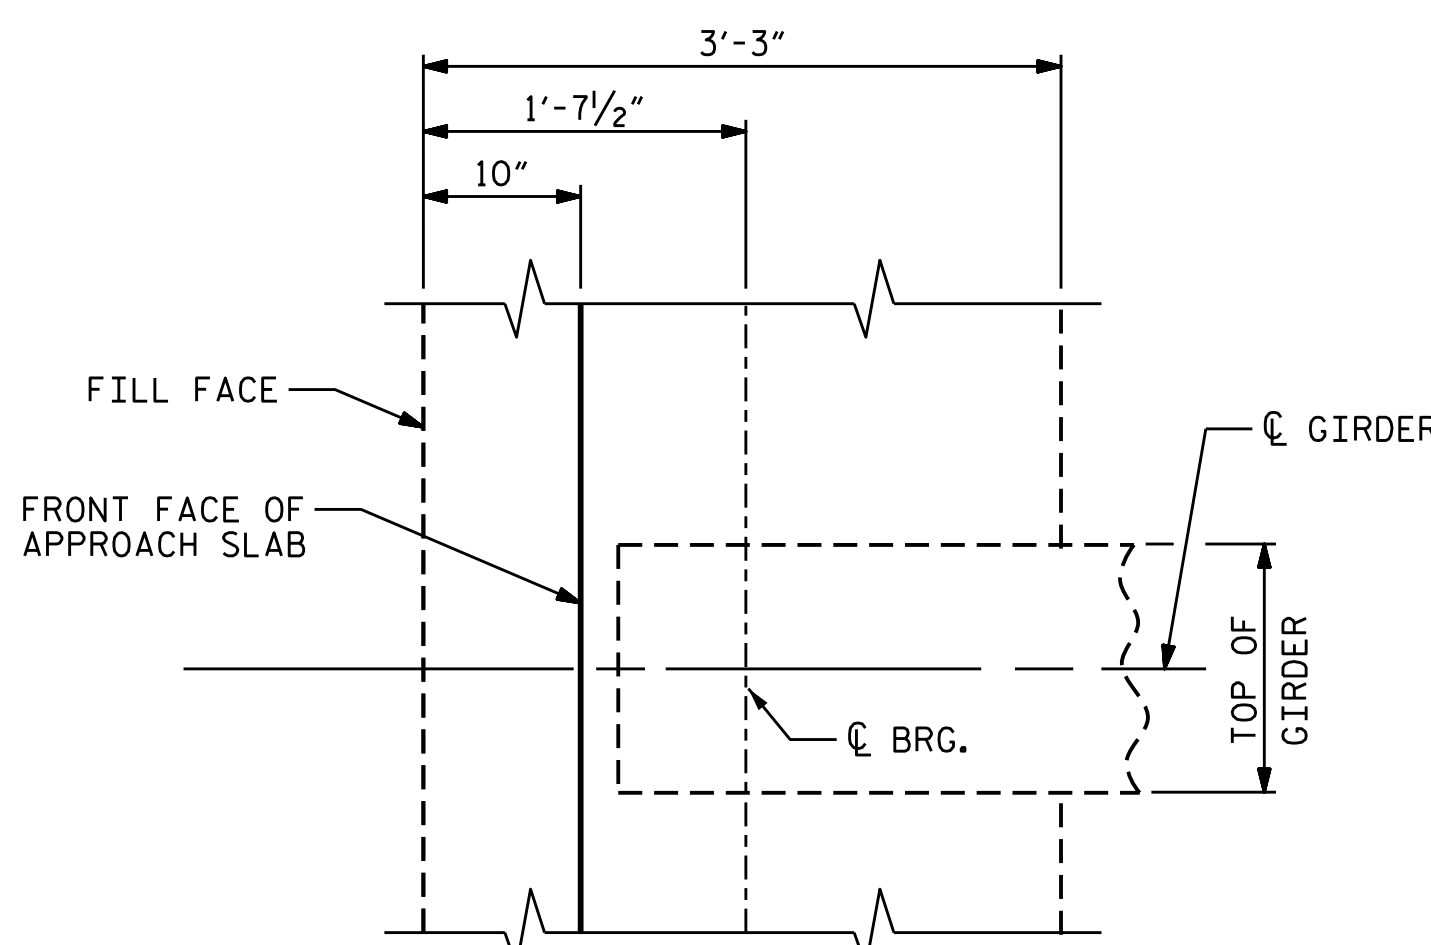 3'-3"
1'-7½"
10"
FILL FACE
℄ GIRDER
FRONT FACE OF
APPROACH SLAB
TOP OF
GIRDER
℄ BRG.